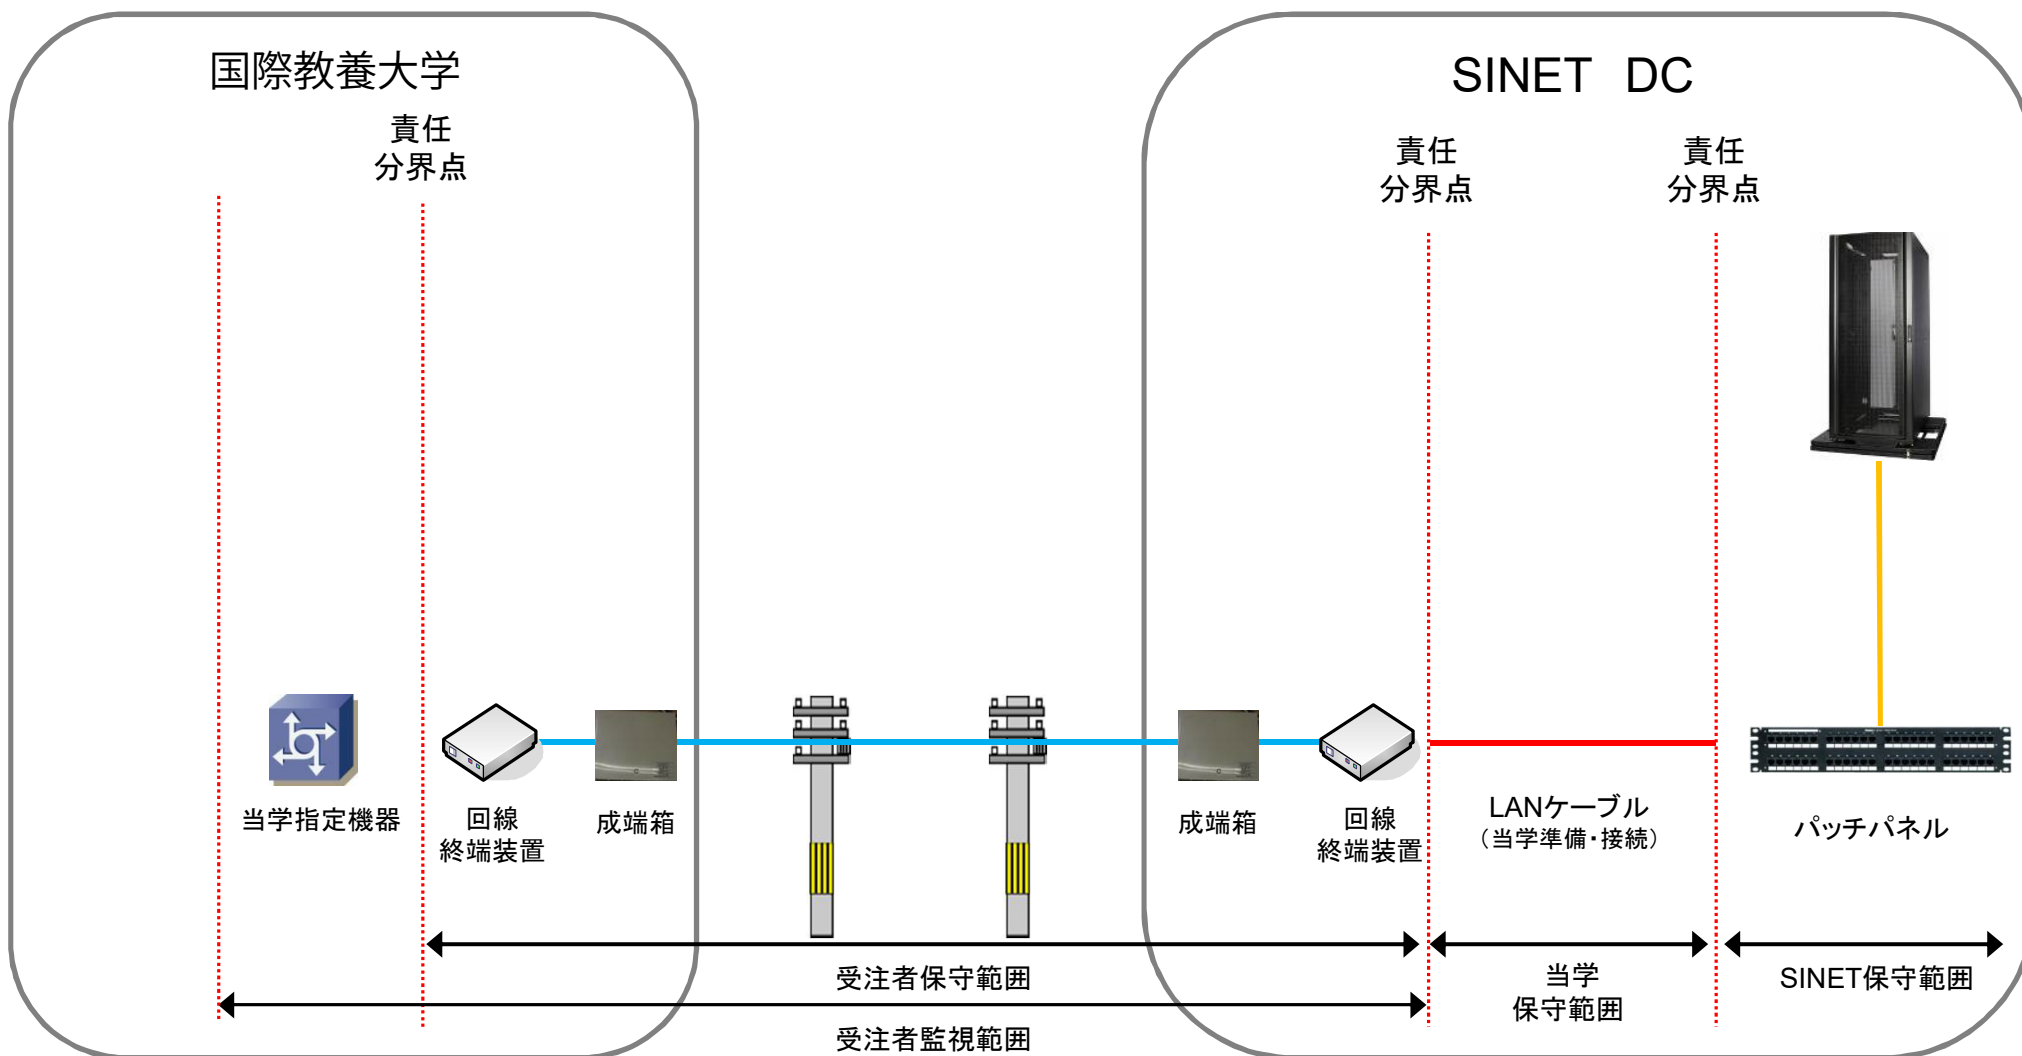 国際教養大学
SINET DC
責任
分界点
責任
分界点
責任
分界点
当学指定機器
回線
終端装置
成端箱
成端箱
回線
終端装置
LANケーブル
（当学準備・接続）
パッチパネル
受注者保守範囲
当学
保守範囲
SINET保守範囲
受注者監視範囲